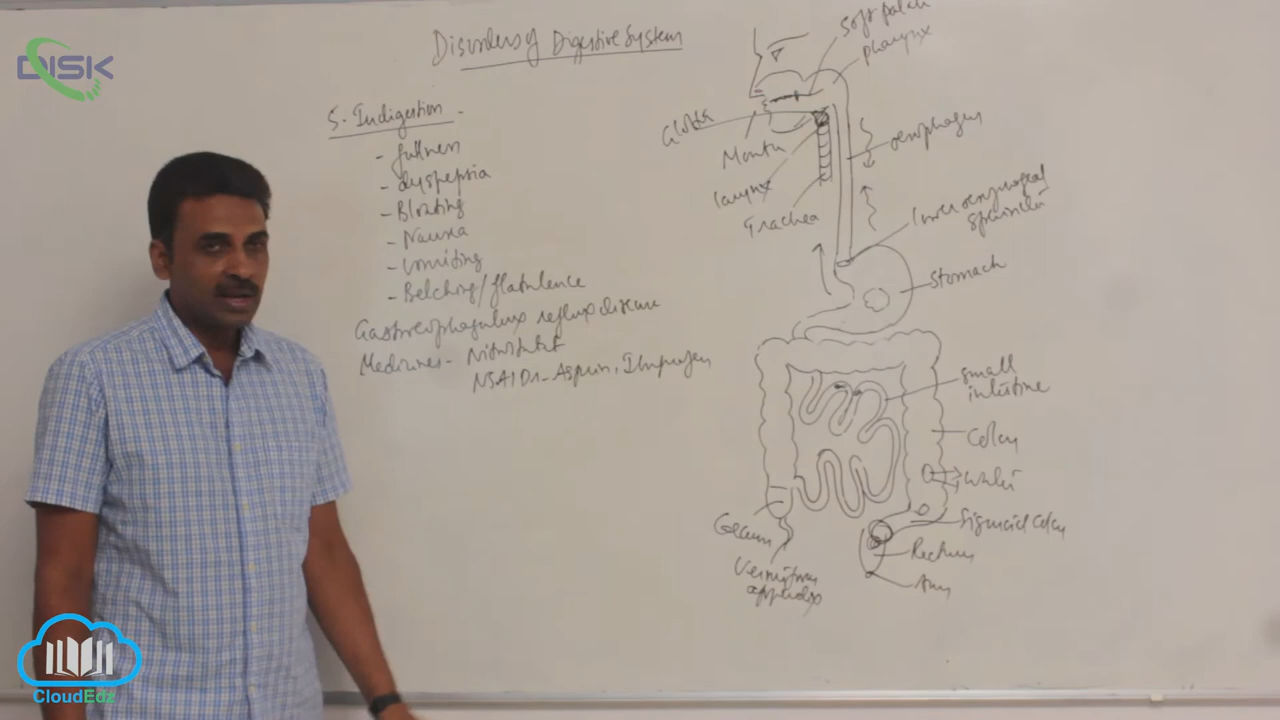 DISK
Disorders of Digestive System
5. Indigestion -
- fullness
- dyspepsia
- Bloating
- Nausea
- vomiting
- Belching/flatulence
reflux disease
Medicines -
NSAIDs - Aspirin, Ibuprofen
soft palate
pharynx
Glottis
Mouth
larynx
Trachea
oesophagus
lower oesophageal
sphincter
stomach
small
intestine
Colon
water
Sigmoid Colon
Rectum
Anus
Caecum
Vermiform
appendix
CloudEdz